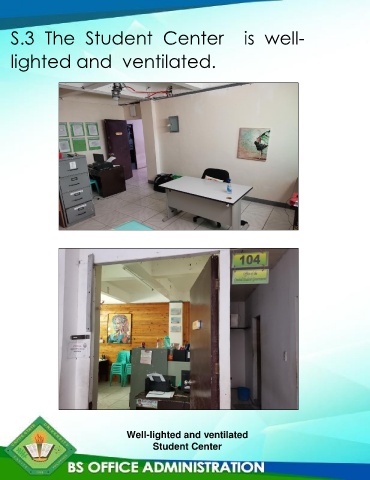 S.3 The Student Center is well-
lighted and ventilated.
104
Well-lighted and ventilated
Student Center
BS OFFICE ADMINISTRATION